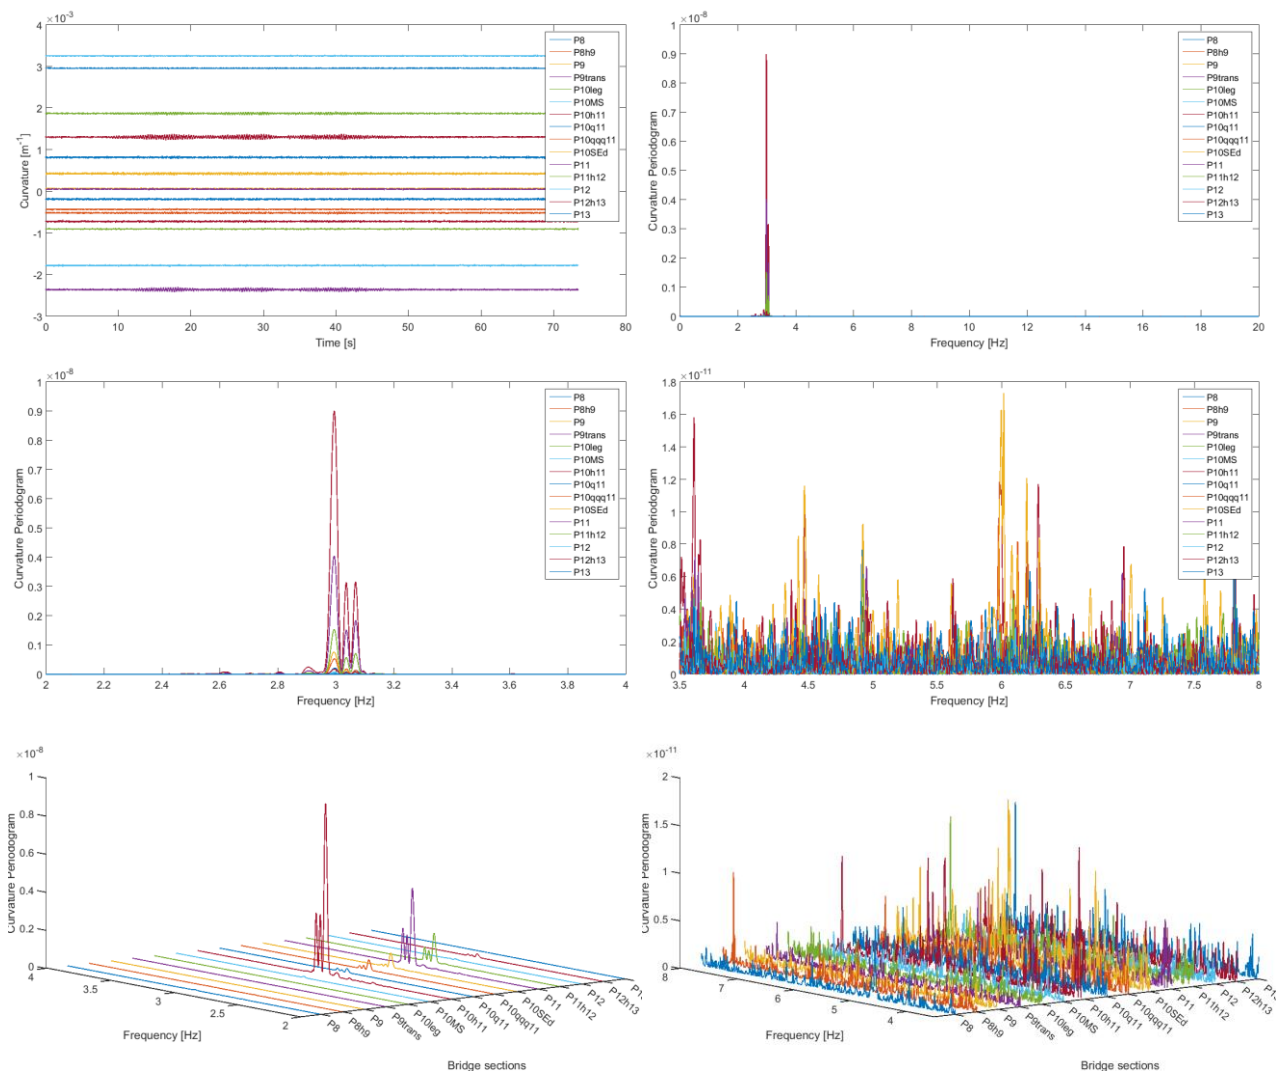 ×10⁻³
4
3
2
1
0
-1
-2
-3
Curvature [m⁻¹]
0 10 20 30 40 50 60 70 80
Time [s]
P8
P8h9
P9
P9trans
P10leg
P10MS
P10h11
P10q11
P10qqq11
P10SEd
P11
P11h12
P12
P12h13
P13
×10⁻⁸
1
0.9
0.8
0.7
0.6
0.5
0.4
0.3
0.2
0.1
0
Curvature Periodogram
0 2 4 6 8 10 12 14 16 18 20
Frequency [Hz]
P8
P8h9
P9
P9trans
P10leg
P10MS
P10h11
P10q11
P10qqq11
P10SEd
P11
P11h12
P12
P12h13
P13
×10⁻⁸
1
0.9
0.8
0.7
0.6
0.5
0.4
0.3
0.2
0.1
0
Curvature Periodogram
2 2.2 2.4 2.6 2.8 3 3.2 3.4 3.6 3.8 4
Frequency [Hz]
P8
P8h9
P9
P9trans
P10leg
P10MS
P10h11
P10q11
P10qqq11
P10SEd
P11
P11h12
P12
P12h13
P13
×10⁻¹¹
1.8
1.6
1.4
1.2
1
0.8
0.6
0.4
0.2
0
Curvature Periodogram
3.5 4 4.5 5 5.5 6 6.5 7 7.5 8
Frequency [Hz]
P8
P8h9
P9
P9trans
P10leg
P10MS
P10h11
P10q11
P10qqq11
P10SEd
P11
P11h12
P12
P12h13
P13
×10⁻⁸
1
0.8
0.6
0.4
0.2
0
Curvature Periodogram
4 3.5 3 2.5 2
Frequency [Hz]
P8
P8h9
P9
P9trans
P10leg
P10MS
P10h11
P10q11
P10qqq11
P10SEd
P11
P11h12
P12
P12h13
Bridge sections
×10⁻¹¹
2
1.5
1
0.5
0
Curvature Periodogram
7 6 5 4
Frequency [Hz]
P8
P8h9
P9
P9trans
P10leg
P10MS
P10h11
P10q11
P10qqq11
P10SEd
P11
P11h12
P12
P12h13
Bridge sections